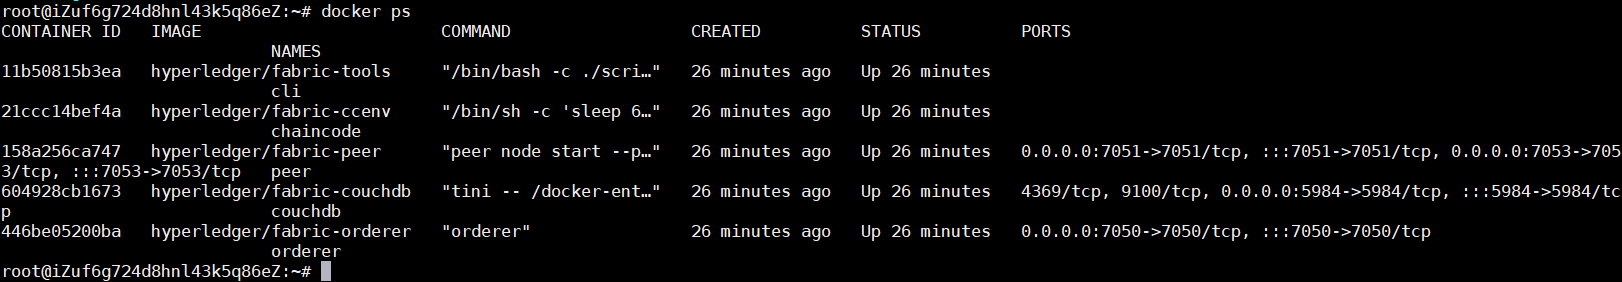 root@iZuf6g724d8hnl43k5q86eZ:~# docker ps
CONTAINER ID   IMAGE                        COMMAND                  CREATED          STATUS          PORTS
                           NAMES
11b50815b3ea   hyperledger/fabric-tools     "/bin/bash -c ./scri…"   26 minutes ago   Up 26 minutes
                           cli
21ccc14bef4a   hyperledger/fabric-ccenv     "/bin/sh -c 'sleep 6…"   26 minutes ago   Up 26 minutes
                           chaincode
158a256ca747   hyperledger/fabric-peer      "peer node start --p…"   26 minutes ago   Up 26 minutes   0.0.0.0:7051->7051/tcp, :::7051->7051/tcp, 0.0.0.0:7053->705
3/tcp, :::7053->7053/tcp   peer
604928cb1673   hyperledger/fabric-couchdb   "tini -- /docker-ent…"   26 minutes ago   Up 26 minutes   4369/tcp, 9100/tcp, 0.0.0.0:5984->5984/tcp, :::5984->5984/tc
p                          couchdb
446be05200ba   hyperledger/fabric-orderer   "orderer"                26 minutes ago   Up 26 minutes   0.0.0.0:7050->7050/tcp, :::7050->7050/tcp
                           orderer
root@iZuf6g724d8hnl43k5q86eZ:~#